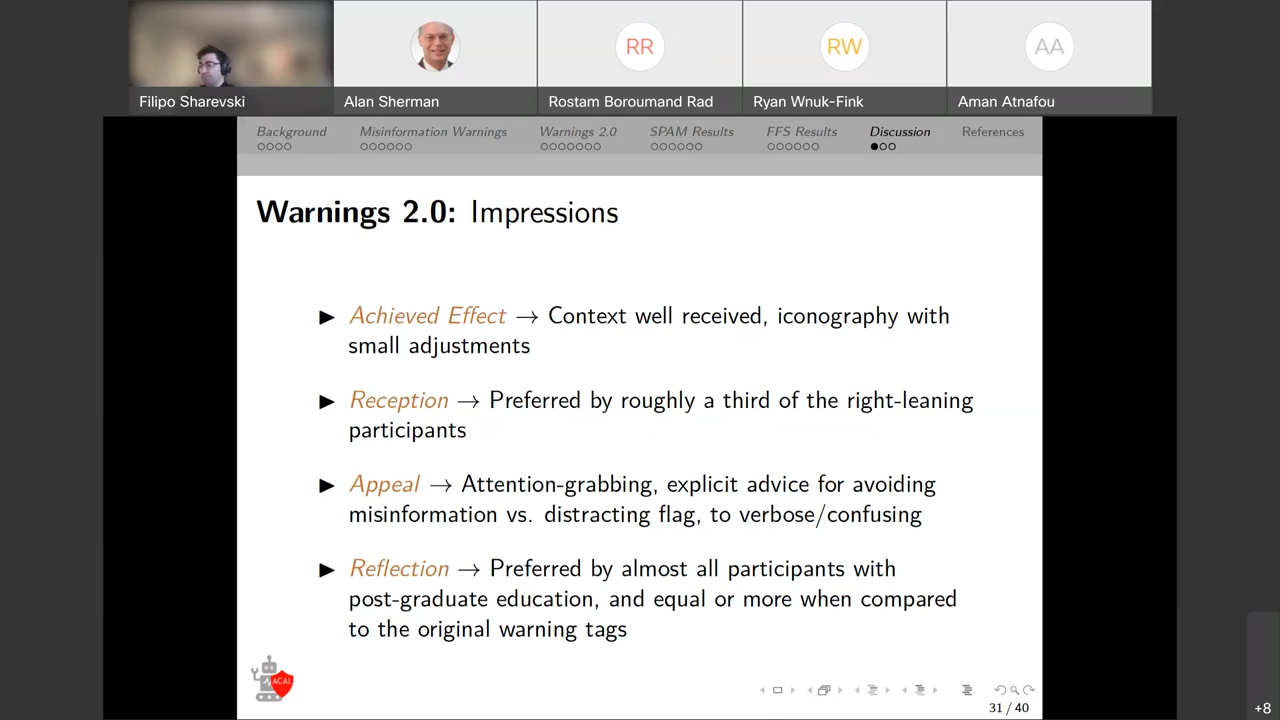 RR
RW
AA
Filipo Sharevski
Alan Sherman
Rostam Boroumand Rad
Ryan Wnuk-Fink
Aman Atnafou
Background
Misinformation Warnings
Warnings 2.0
SPAM Results
FFS Results
Discussion
References
Warnings 2.0: Impressions
▶ Achieved Effect → Context well received, iconography with
small adjustments
▶ Reception → Preferred by roughly a third of the right-leaning
participants
▶ Appeal → Attention-grabbing, explicit advice for avoiding
misinformation vs. distracting flag, to verbose/confusing
▶ Reflection → Preferred by almost all participants with
post-graduate education, and equal or more when compared
to the original warning tags
ACAL
31 / 40
+8